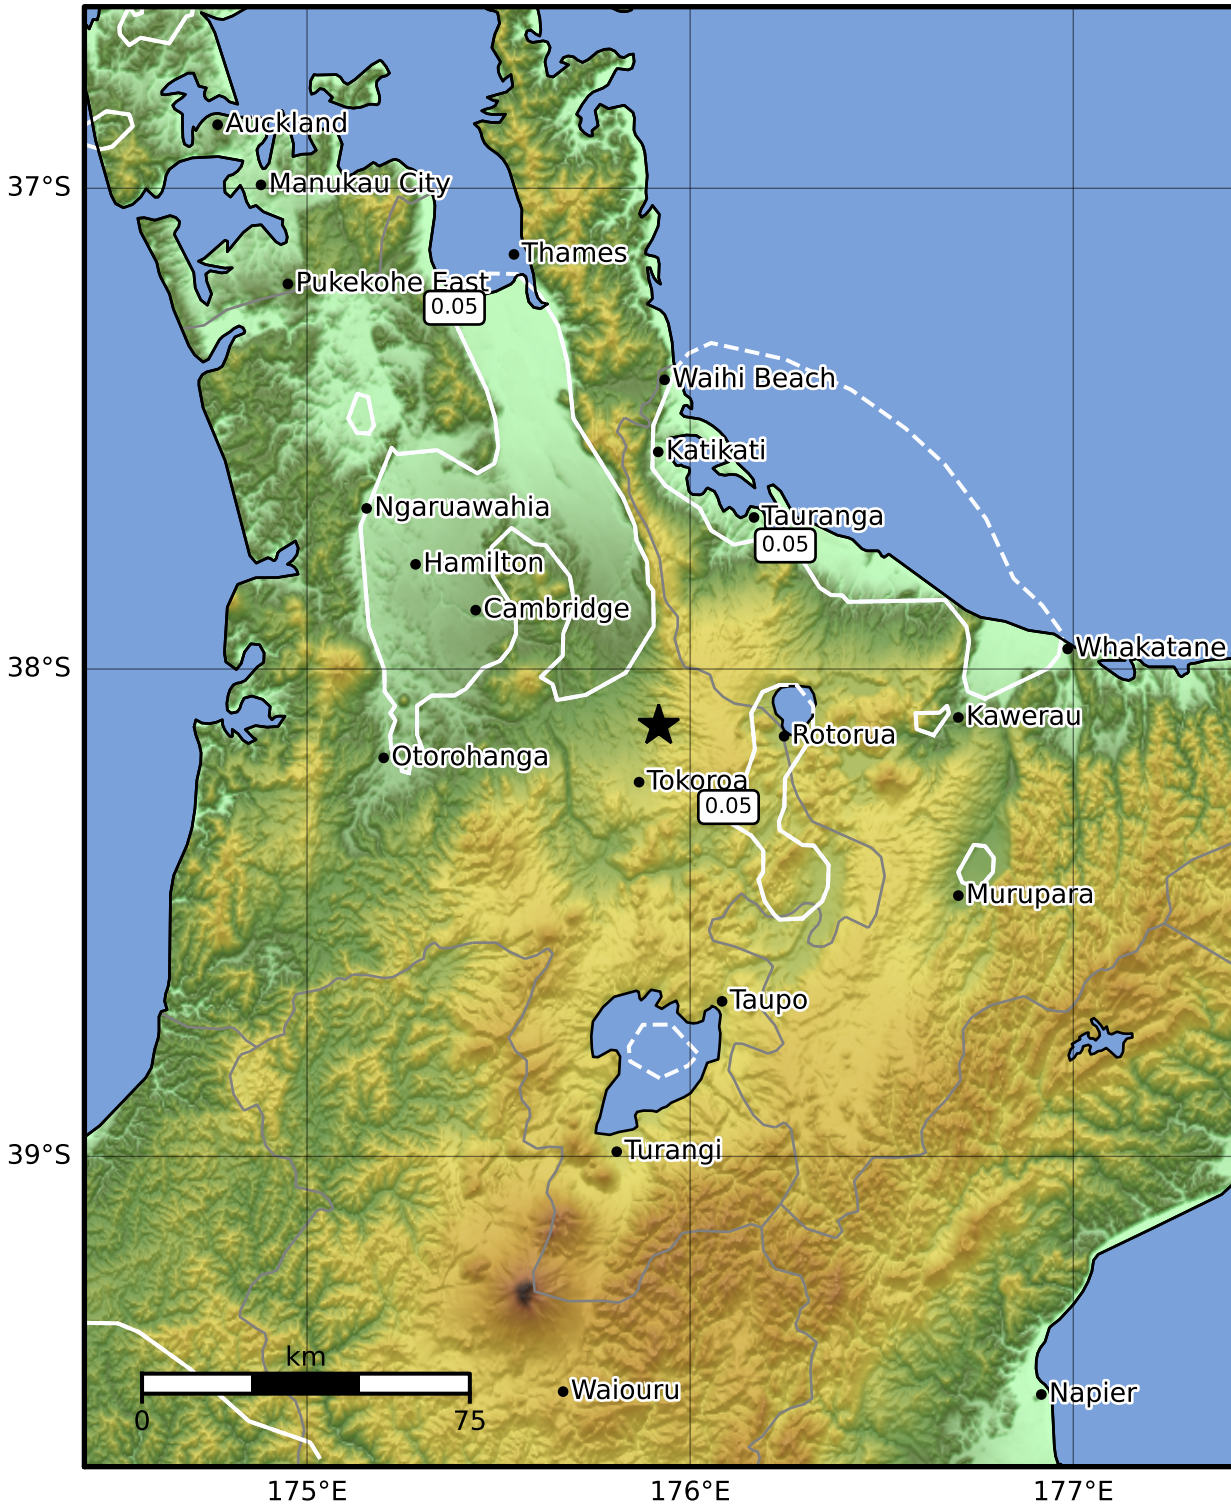 Auckland
37°S
Manukau City
Thames
Pukekohe East
0.05
Waihi Beach
Katikati
Ngaruawahia
Tauranga
0.05
Hamilton
Cambridge
Whakatane
38°S
Kawerau
Rotorua
Otorohanga
Tokoroa
0.05
Murupara
Taupo
Turangi
39°S
km
0 75
Waiouru
Napier
175°E 176°E 177°E